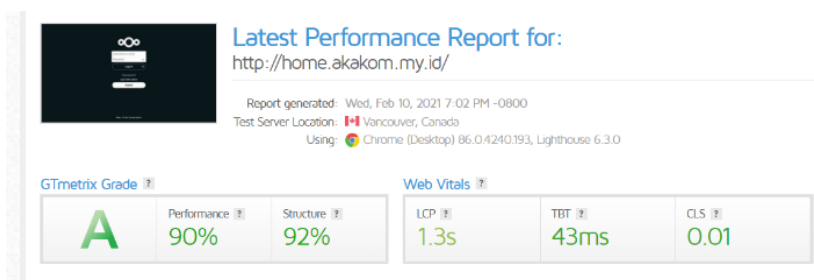 Latest Performance Report for:
http://home.akakom.my.id/
Report generated: Wed, Feb 10, 2021 7:02 PM -0800
Test Server Location: Vancouver, Canada
Using: Chrome (Desktop) 86.0.4240.193, Lighthouse 6.3.0
GTmetrix Grade ? Web Vitals ?
A Performance ? Structure ? LCP ? TBT ? CLS ?
90% 92% 1.3s 43ms 0.01